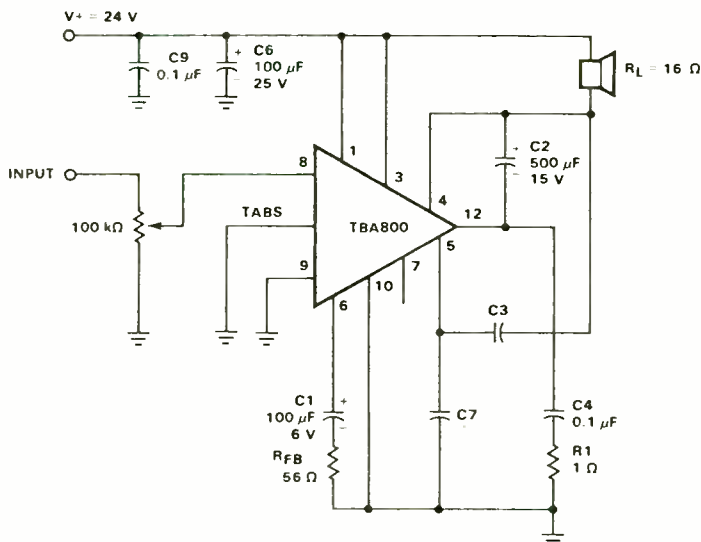 V+ = 24 V
C9
0.1 μF
+
C6
100 μF
25 V
−
RL = 16 Ω
INPUT
100 kΩ
8
TABS
9
TBA800
1
3
4
12
5
7
10
6
+
C2
500 μF
15 V
−
C3
C1
100 μF
6 V
+
−
RFB
56 Ω
C7
C4
0.1 μF
R1
1 Ω